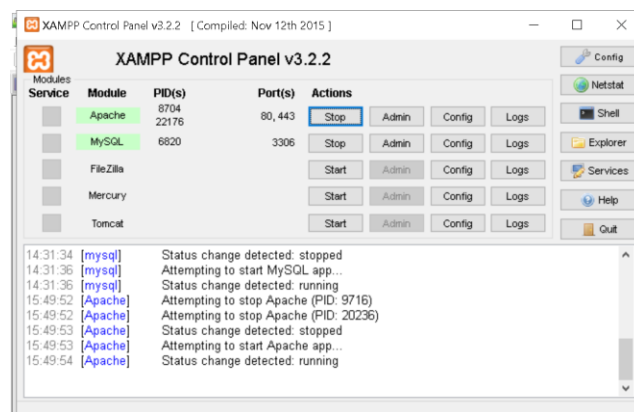 XAMPP Control Panel v3.2.2 [ Compiled: Nov 12th 2015 ]
XAMPP Control Panel v3.2.2
Config
Modules
Service Module PID(s) Port(s) Actions
Netstat
Apache 8704 22176 80, 443 Stop Admin Config Logs
Shell
MySQL 6820 3306 Stop Admin Config Logs
Explorer
FileZilla Start Admin Config Logs
Services
Mercury Start Admin Config Logs
Help
Tomcat Start Admin Config Logs
Quit
14:31:34 [mysql] Status change detected: stopped
14:31:36 [mysql] Attempting to start MySQL app...
14:31:36 [mysql] Status change detected: running
15:49:52 [Apache] Attempting to stop Apache (PID: 9716)
15:49:52 [Apache] Attempting to stop Apache (PID: 20236)
15:49:53 [Apache] Status change detected: stopped
15:49:53 [Apache] Attempting to start Apache app...
15:49:54 [Apache] Status change detected: running